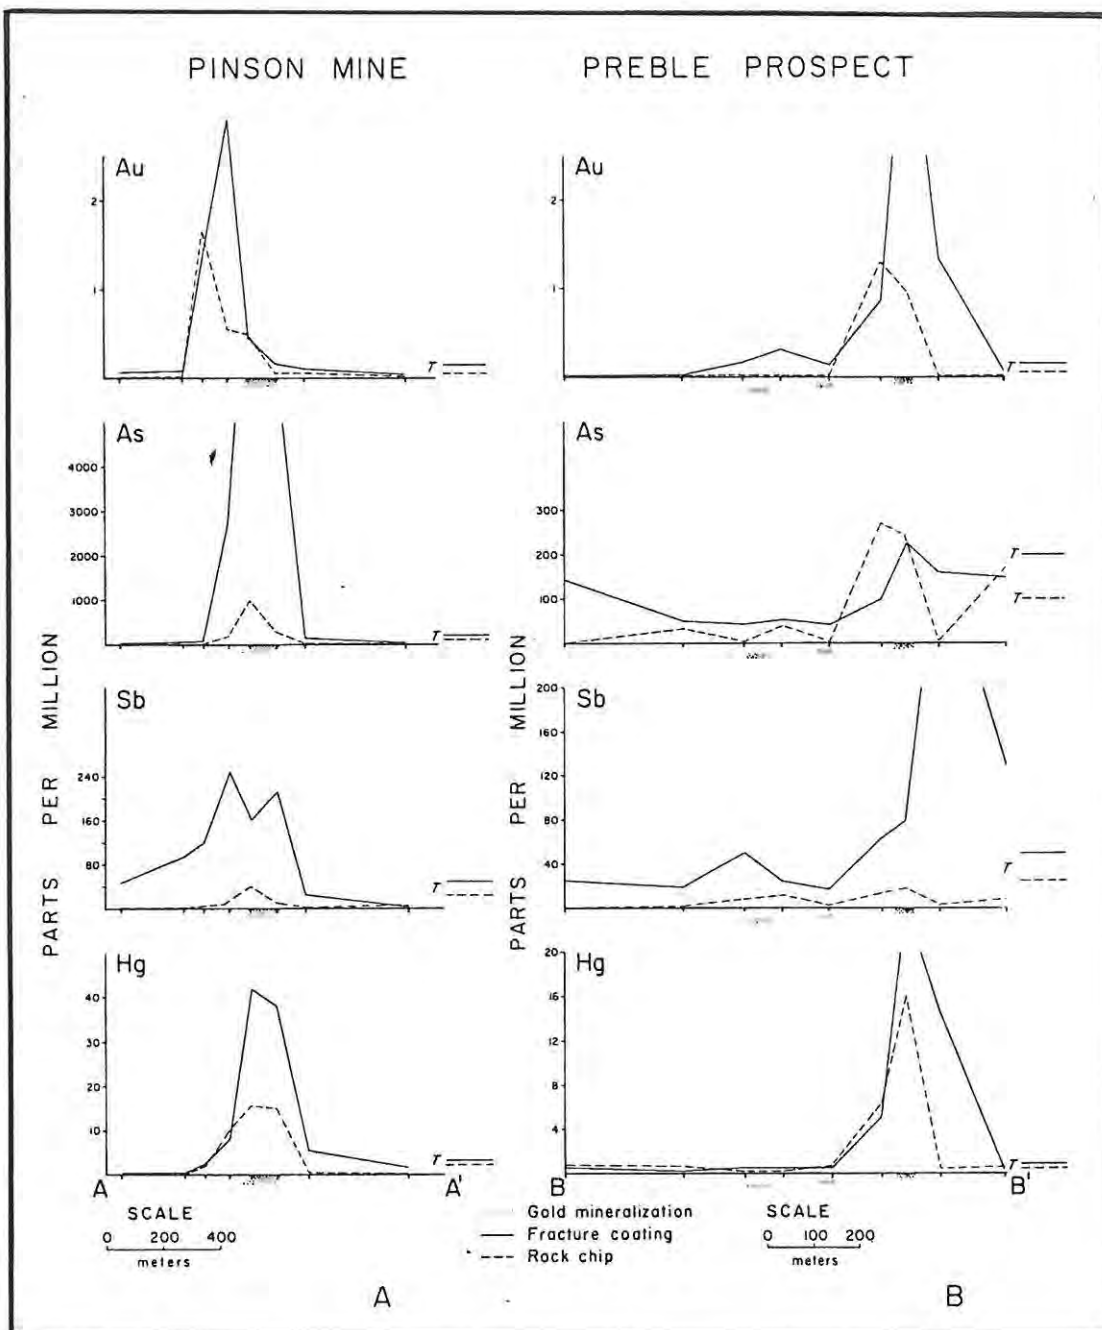 PINSON MINE
PREBLE PROSPECT
Au
2
1
T
Au
2
1
T
As
4000
3000
2000
1000
T
As
300
200
100
T
T
Sb
240
160
80
T
Sb
200
160
120
80
40
T
Hg
40
30
20
10
T
Hg
20
16
12
8
4
T
PARTS PER MILLION
PARTS PER MILLION
A
A'
B
B'
SCALE
0 200 400
meters
Gold mineralization
Fracture coating
Rock chip
SCALE
0 100 200
meters
A
B